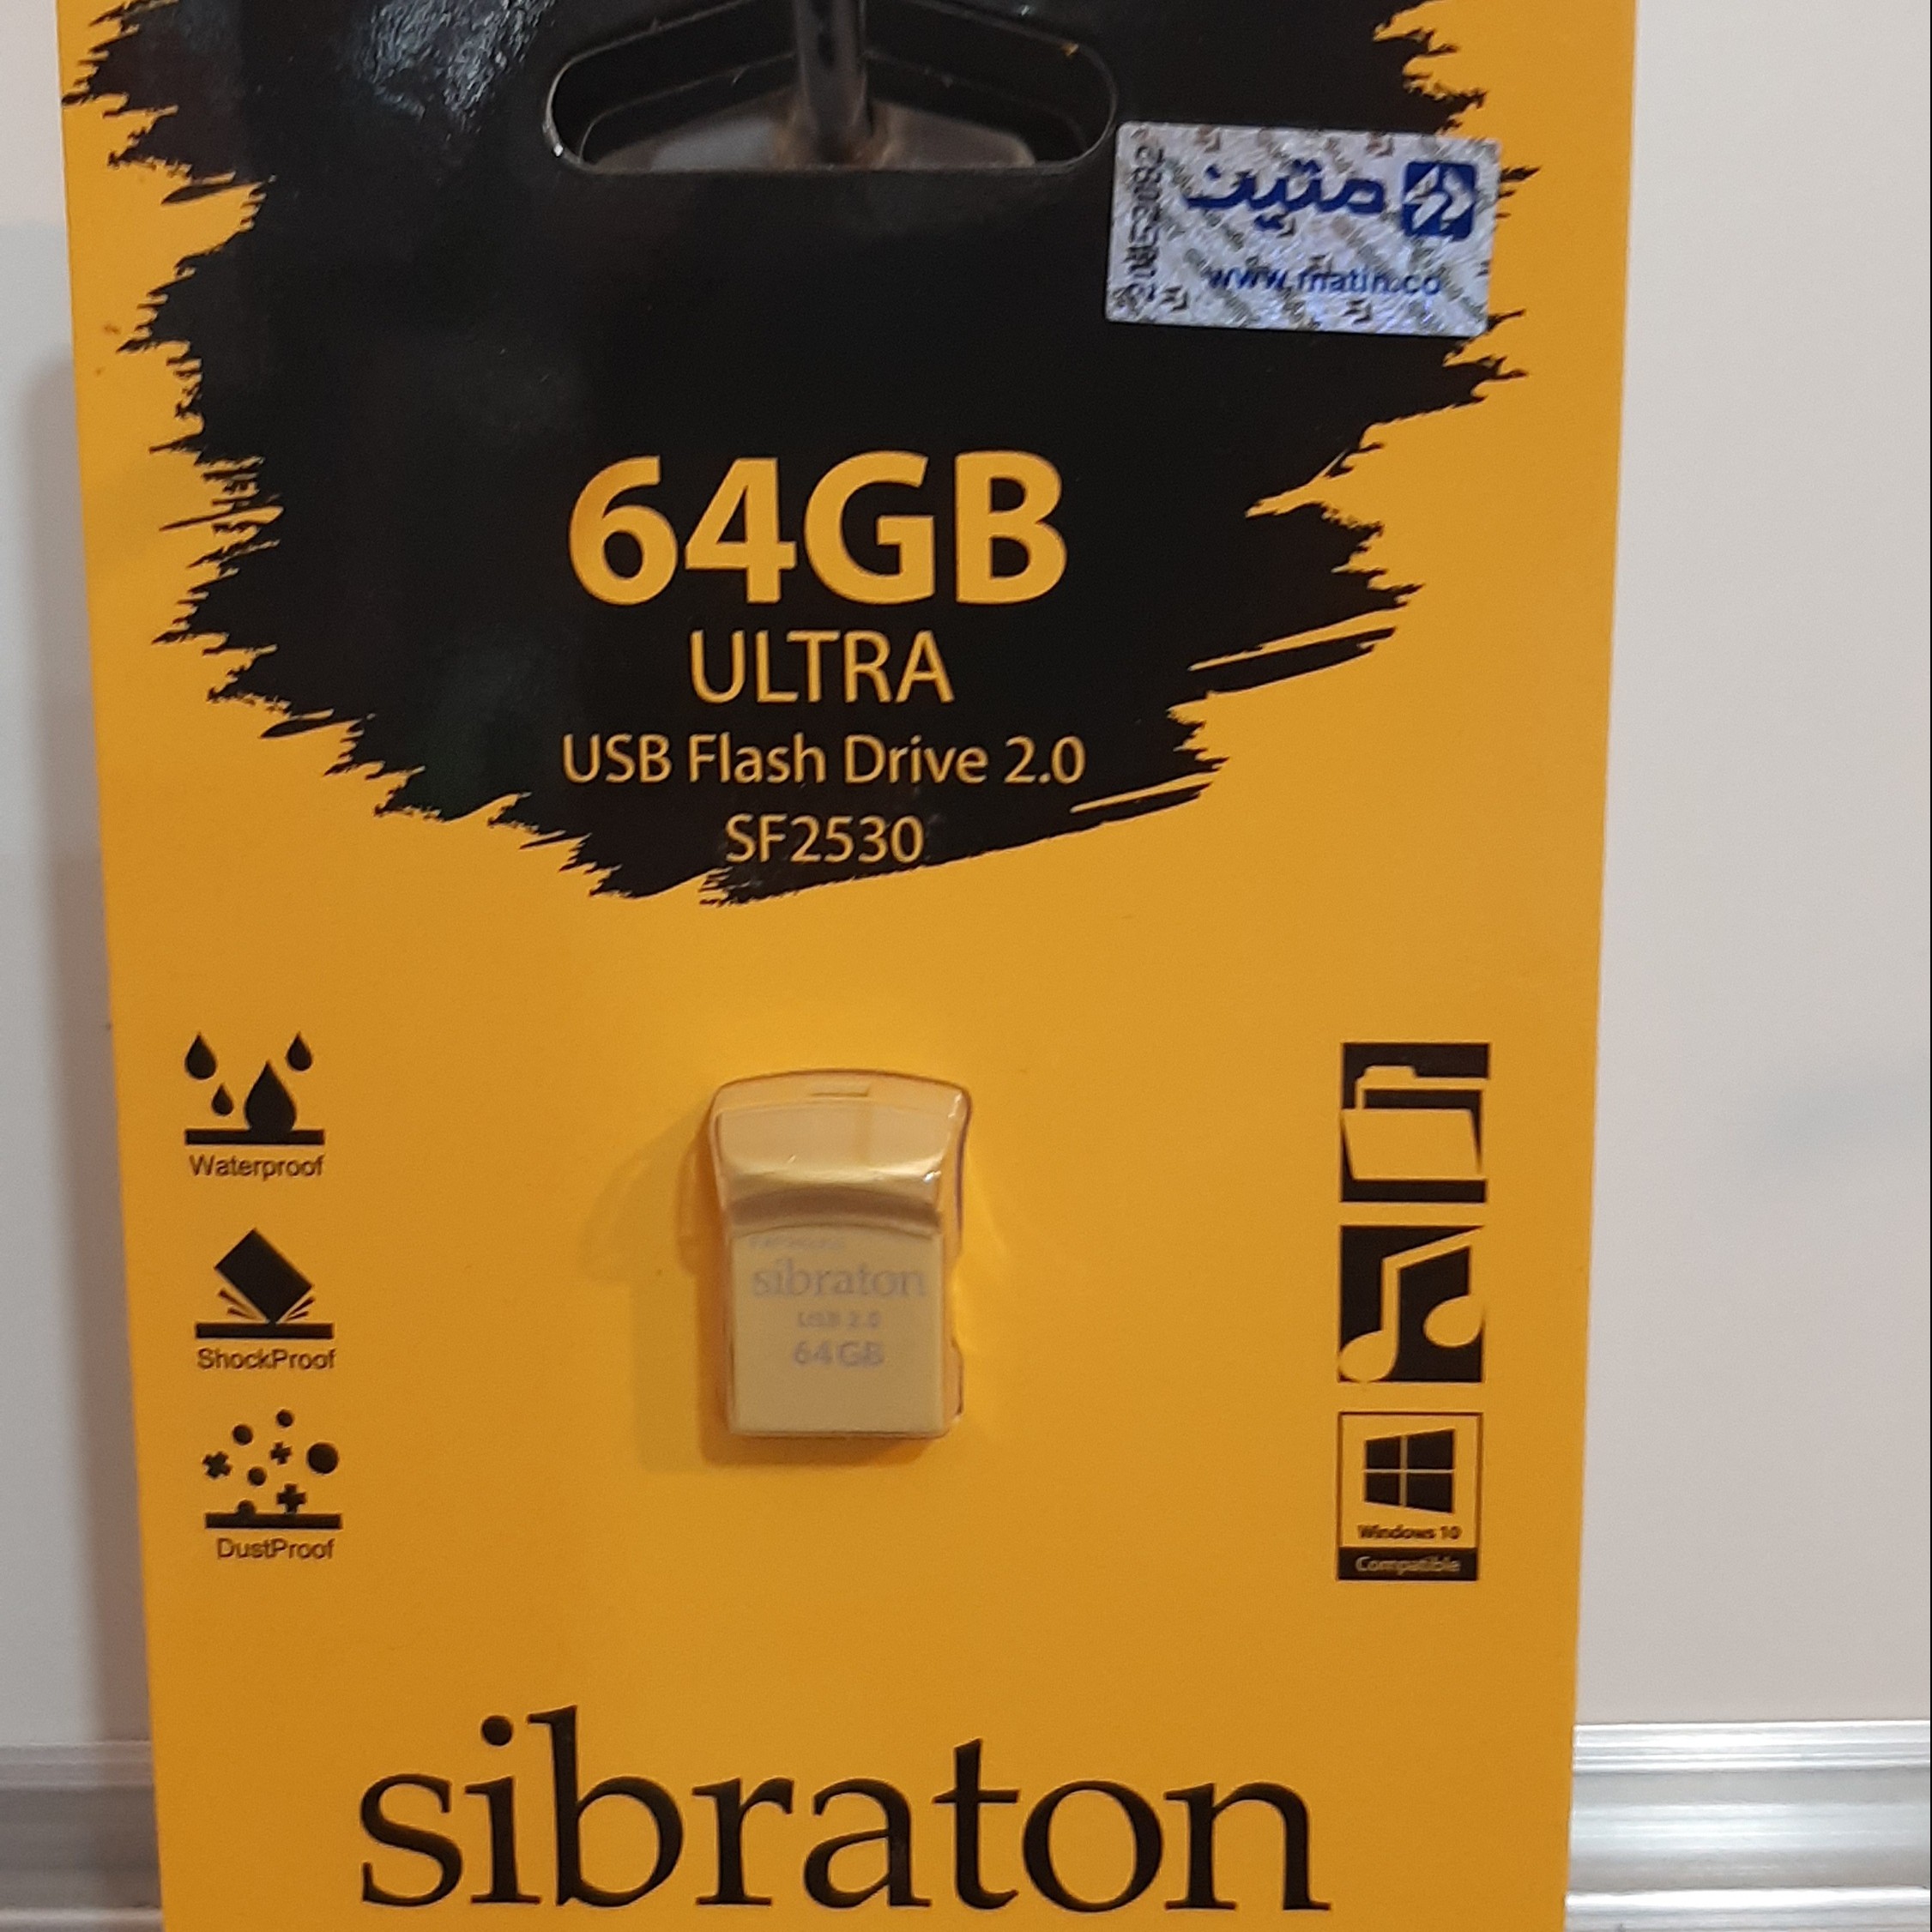 متین
www.matin.co
64GB
ULTRA
USB Flash Drive 2.0
SF2530
Waterproof
ShockProof
DustProof
sibraton
USB 2.0
64GB
Windows 10
Compatible
sibraton